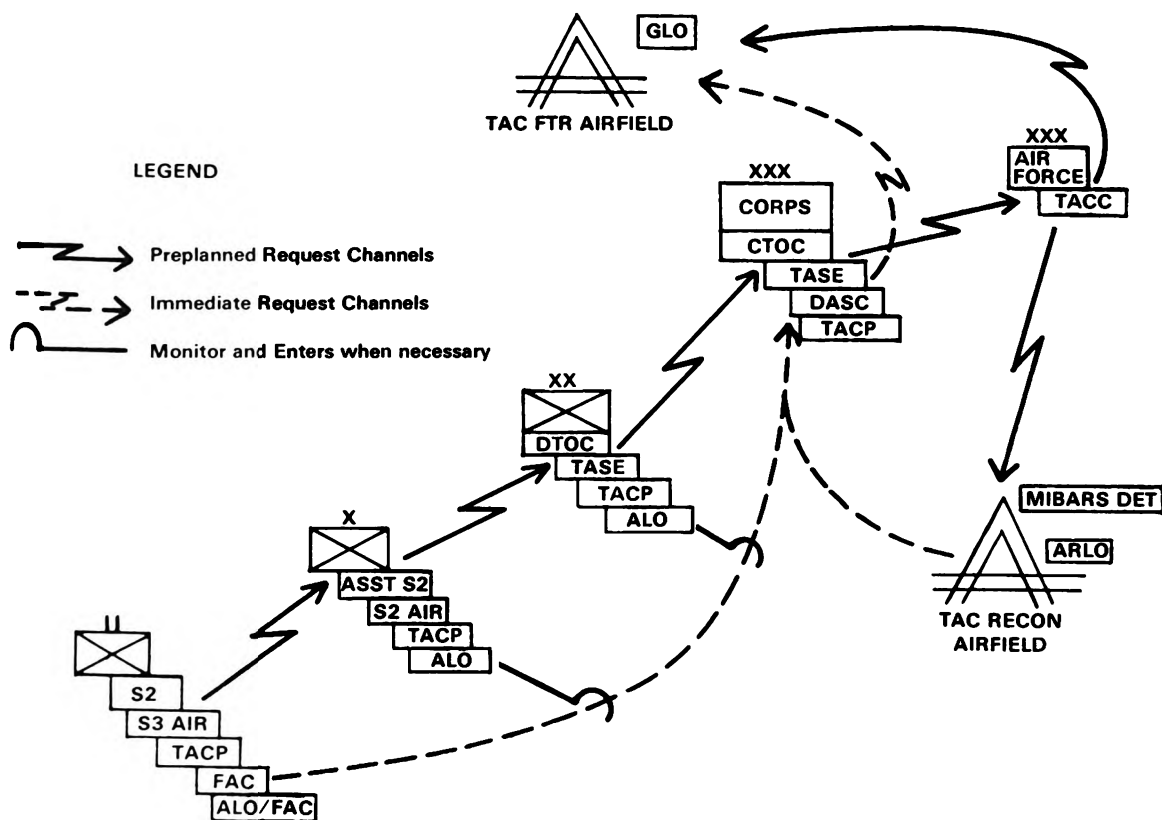 GLO
TAC FTR AIRFIELD
XXX
AIR
FORCE
TACC
LEGEND
Preplanned Request Channels
Immediate Request Channels
Monitor and Enters when necessary
XXX
CORPS
CTOC
TASE
DASC
TACP
XX
DTOC
TASE
TACP
ALO
MIBARS DET
ARLO
TAC RECON
AIRFIELD
X
ASST S2
S2 AIR
TACP
ALO
II
S2
S3 AIR
TACP
FAC
ALO/FAC